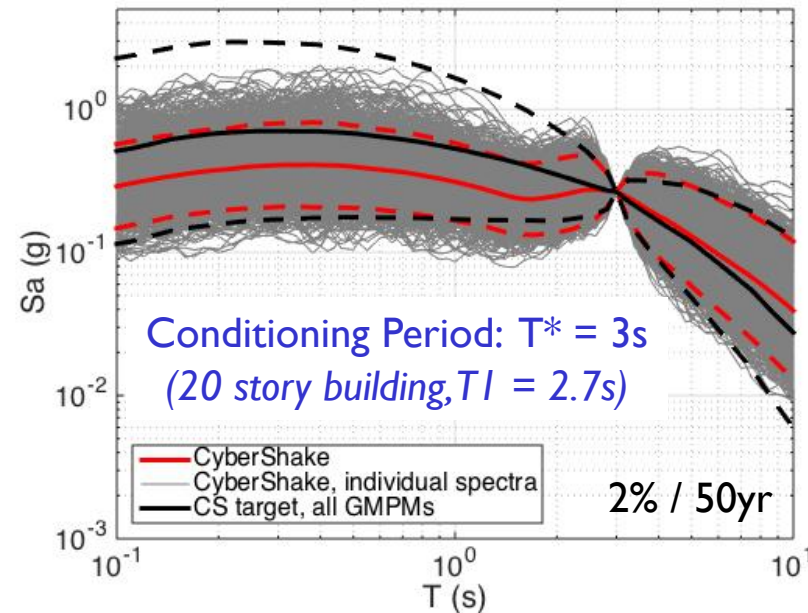 Sa (g)
10^0
10^-1
10^-2
10^-3
Conditioning Period: T* = 3s
(20 story building, T1 = 2.7s)
CyberShake
CyberShake, individual spectra
CS target, all GMPMs
2% / 50yr
10^-1
10^0
10^1
T (s)